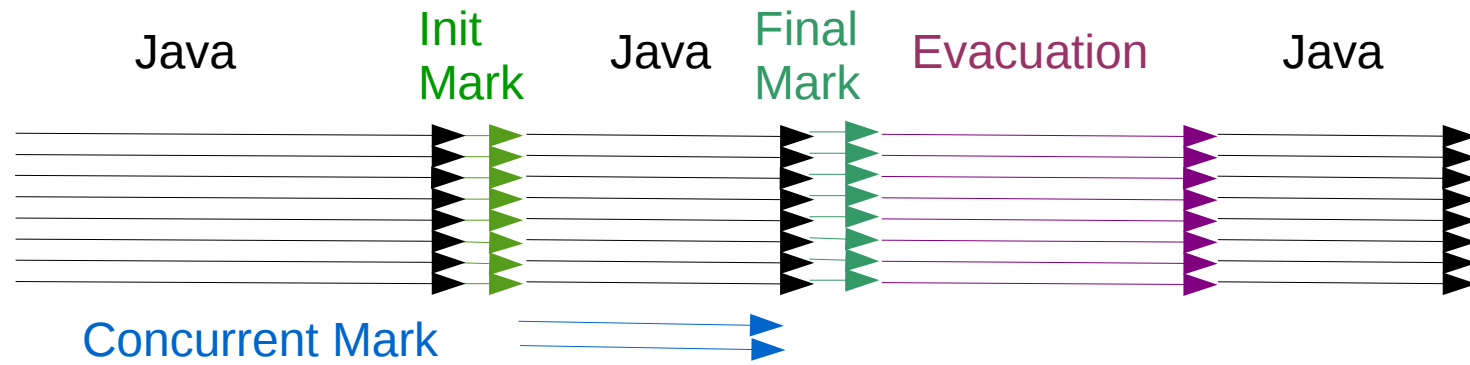 Java
Init
Mark
Java
Final
Mark
Evacuation
Java
Concurrent Mark